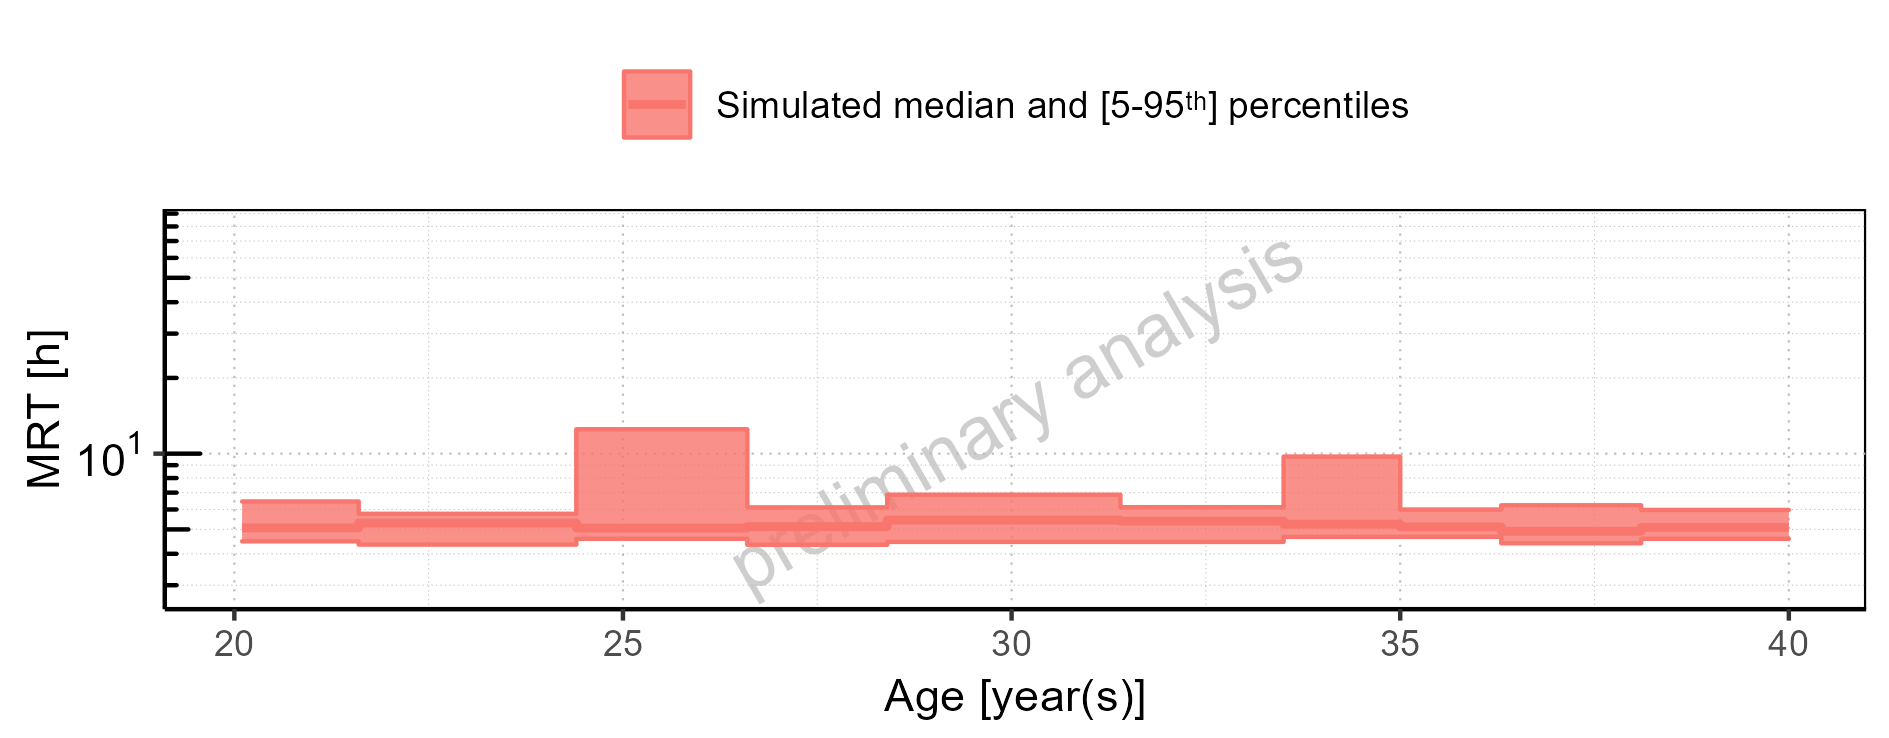 Simulated median and [5-95th] percentiles
MRT [h]
10¹
preliminary analysis
20 25 30 35 40
Age [year(s)]